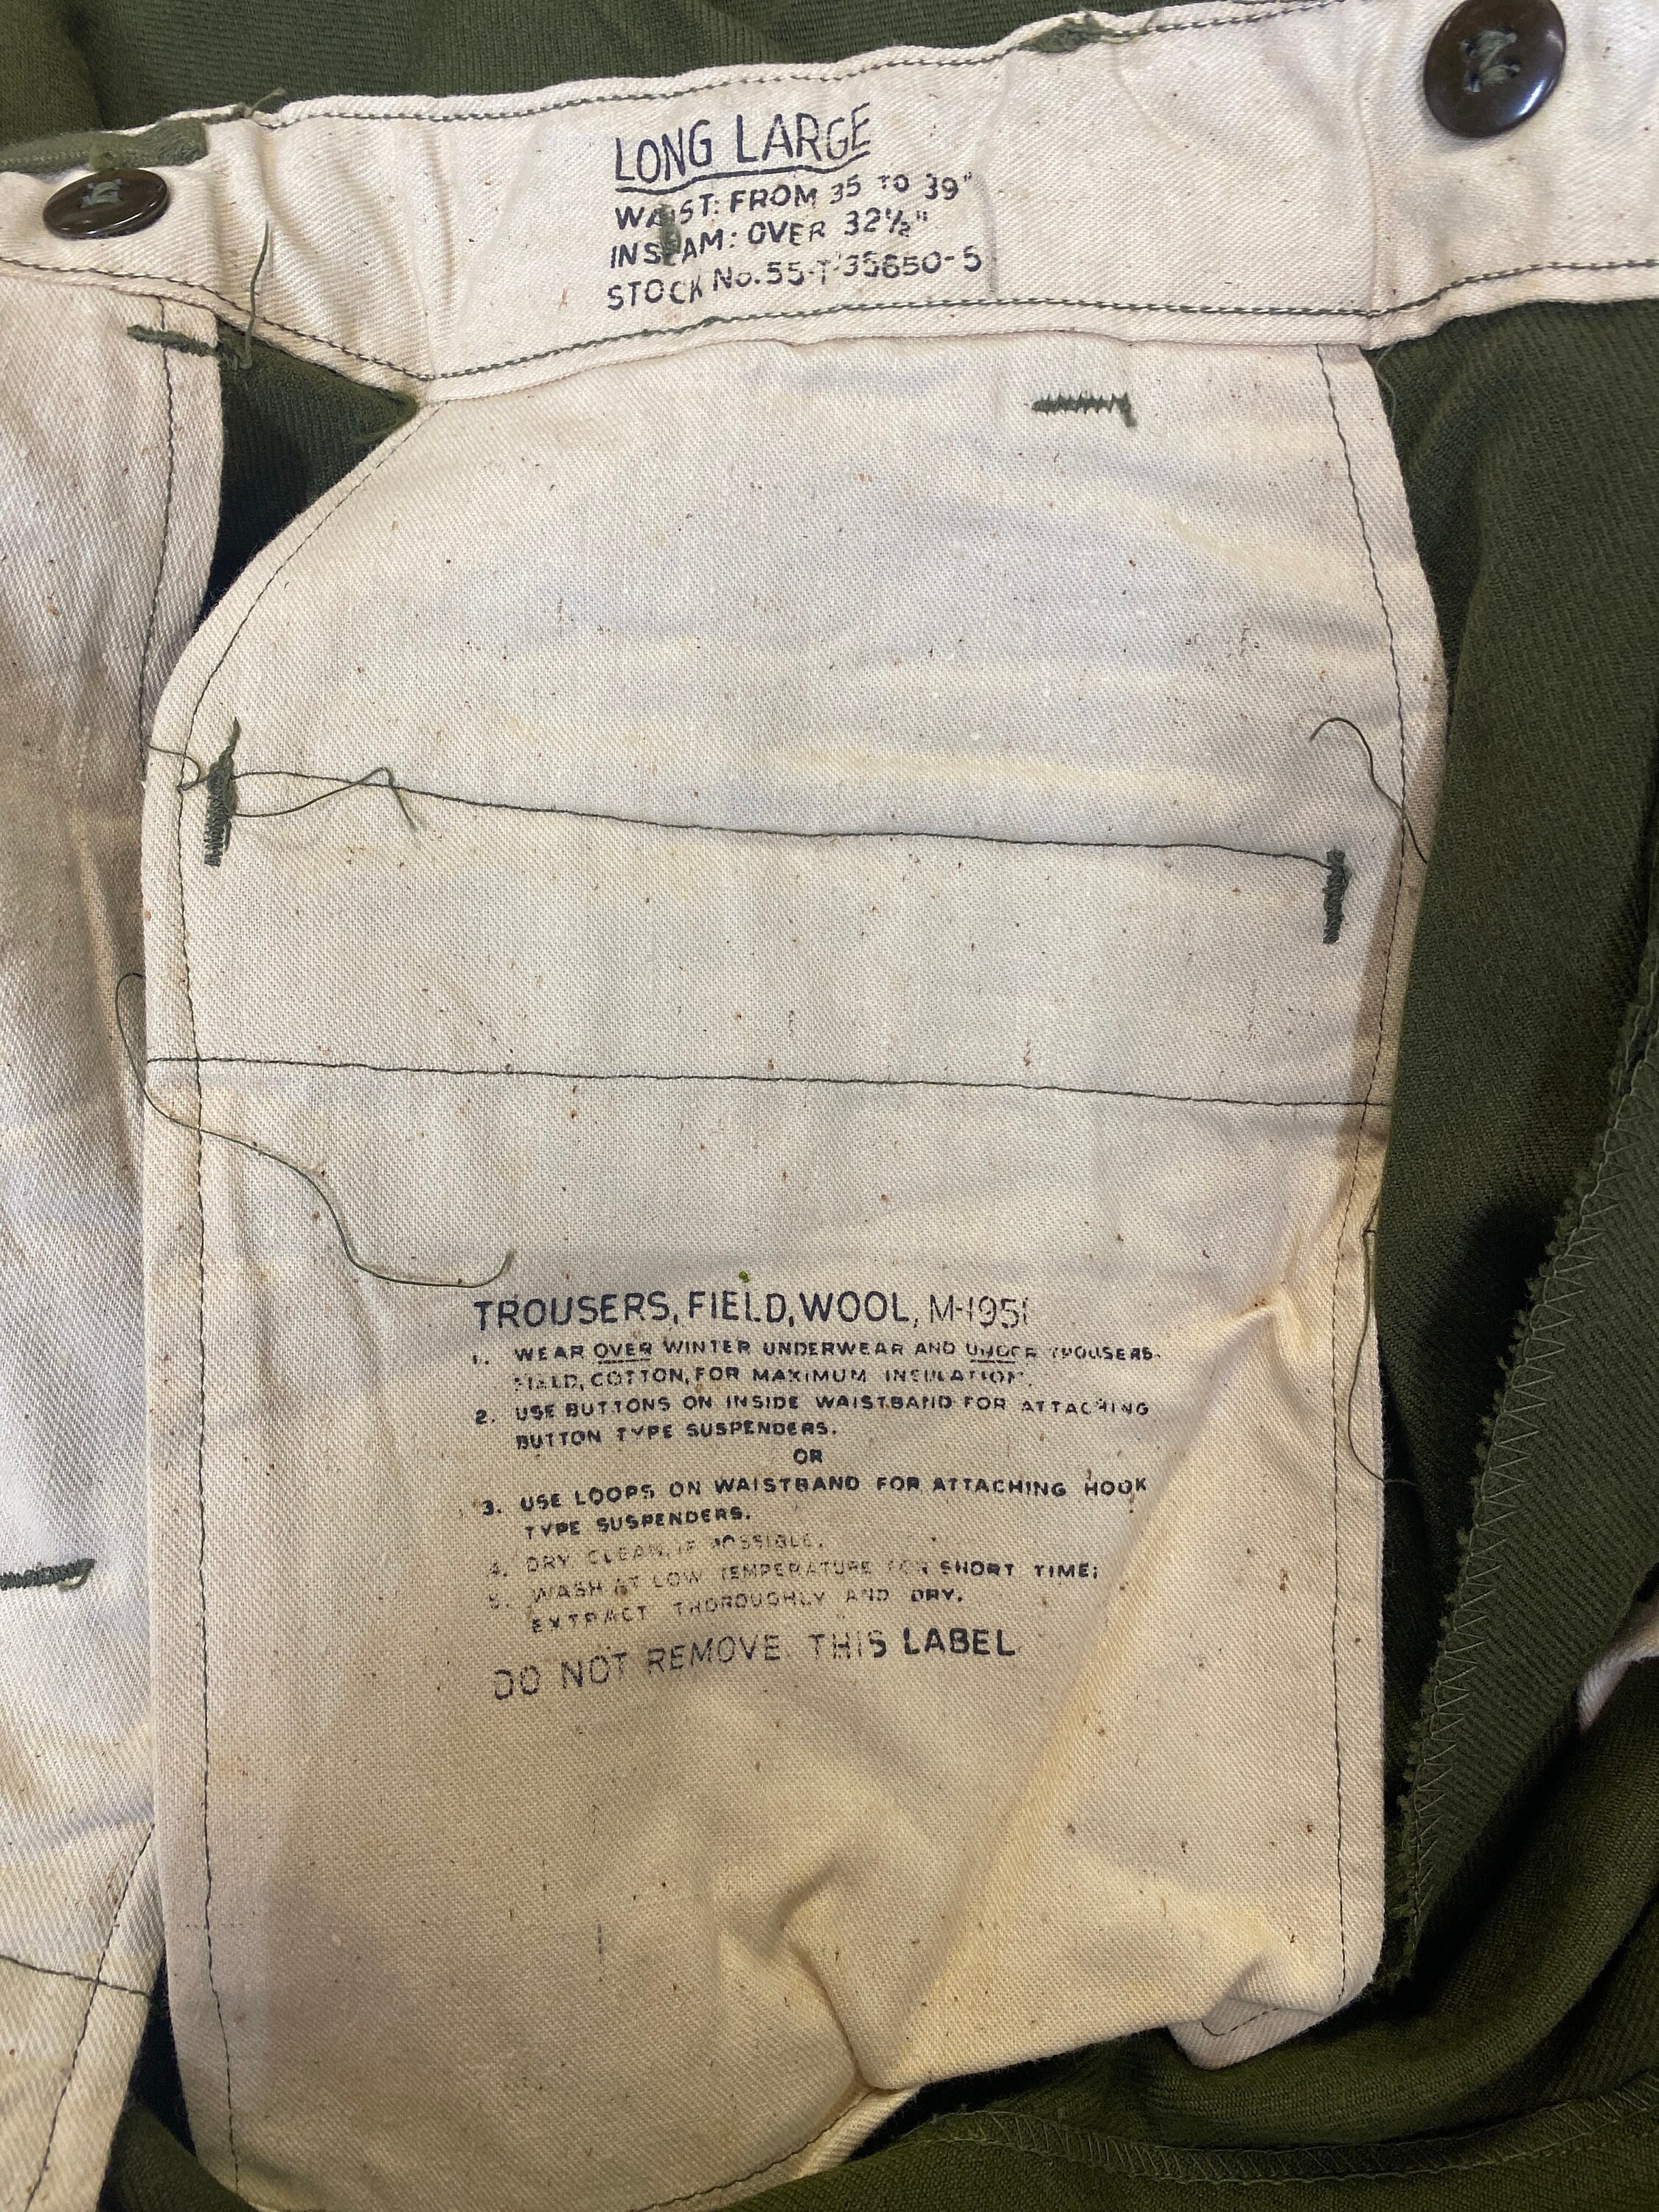 LONG LARGE
WAIST: FROM 35 TO 39"
INSEAM: OVER 32½"
STOCK No. 55-T-35650-5
TROUSERS, FIELD, WOOL, M-1951
1. WEAR OVER WINTER UNDERWEAR AND UNDER TROUSERS,
FIELD, COTTON, FOR MAXIMUM INSULATION.
2. USE BUTTONS ON INSIDE WAISTBAND FOR ATTACHING
BUTTON TYPE SUSPENDERS.
OR
3. USE LOOPS ON WAISTBAND FOR ATTACHING HOOK
TYPE SUSPENDERS.
4. DRY CLEAN, IF POSSIBLE.
5. WASH AT LOW TEMPERATURE FOR SHORT TIME;
EXTRACT THOROUGHLY AND DRY.
DO NOT REMOVE THIS LABEL